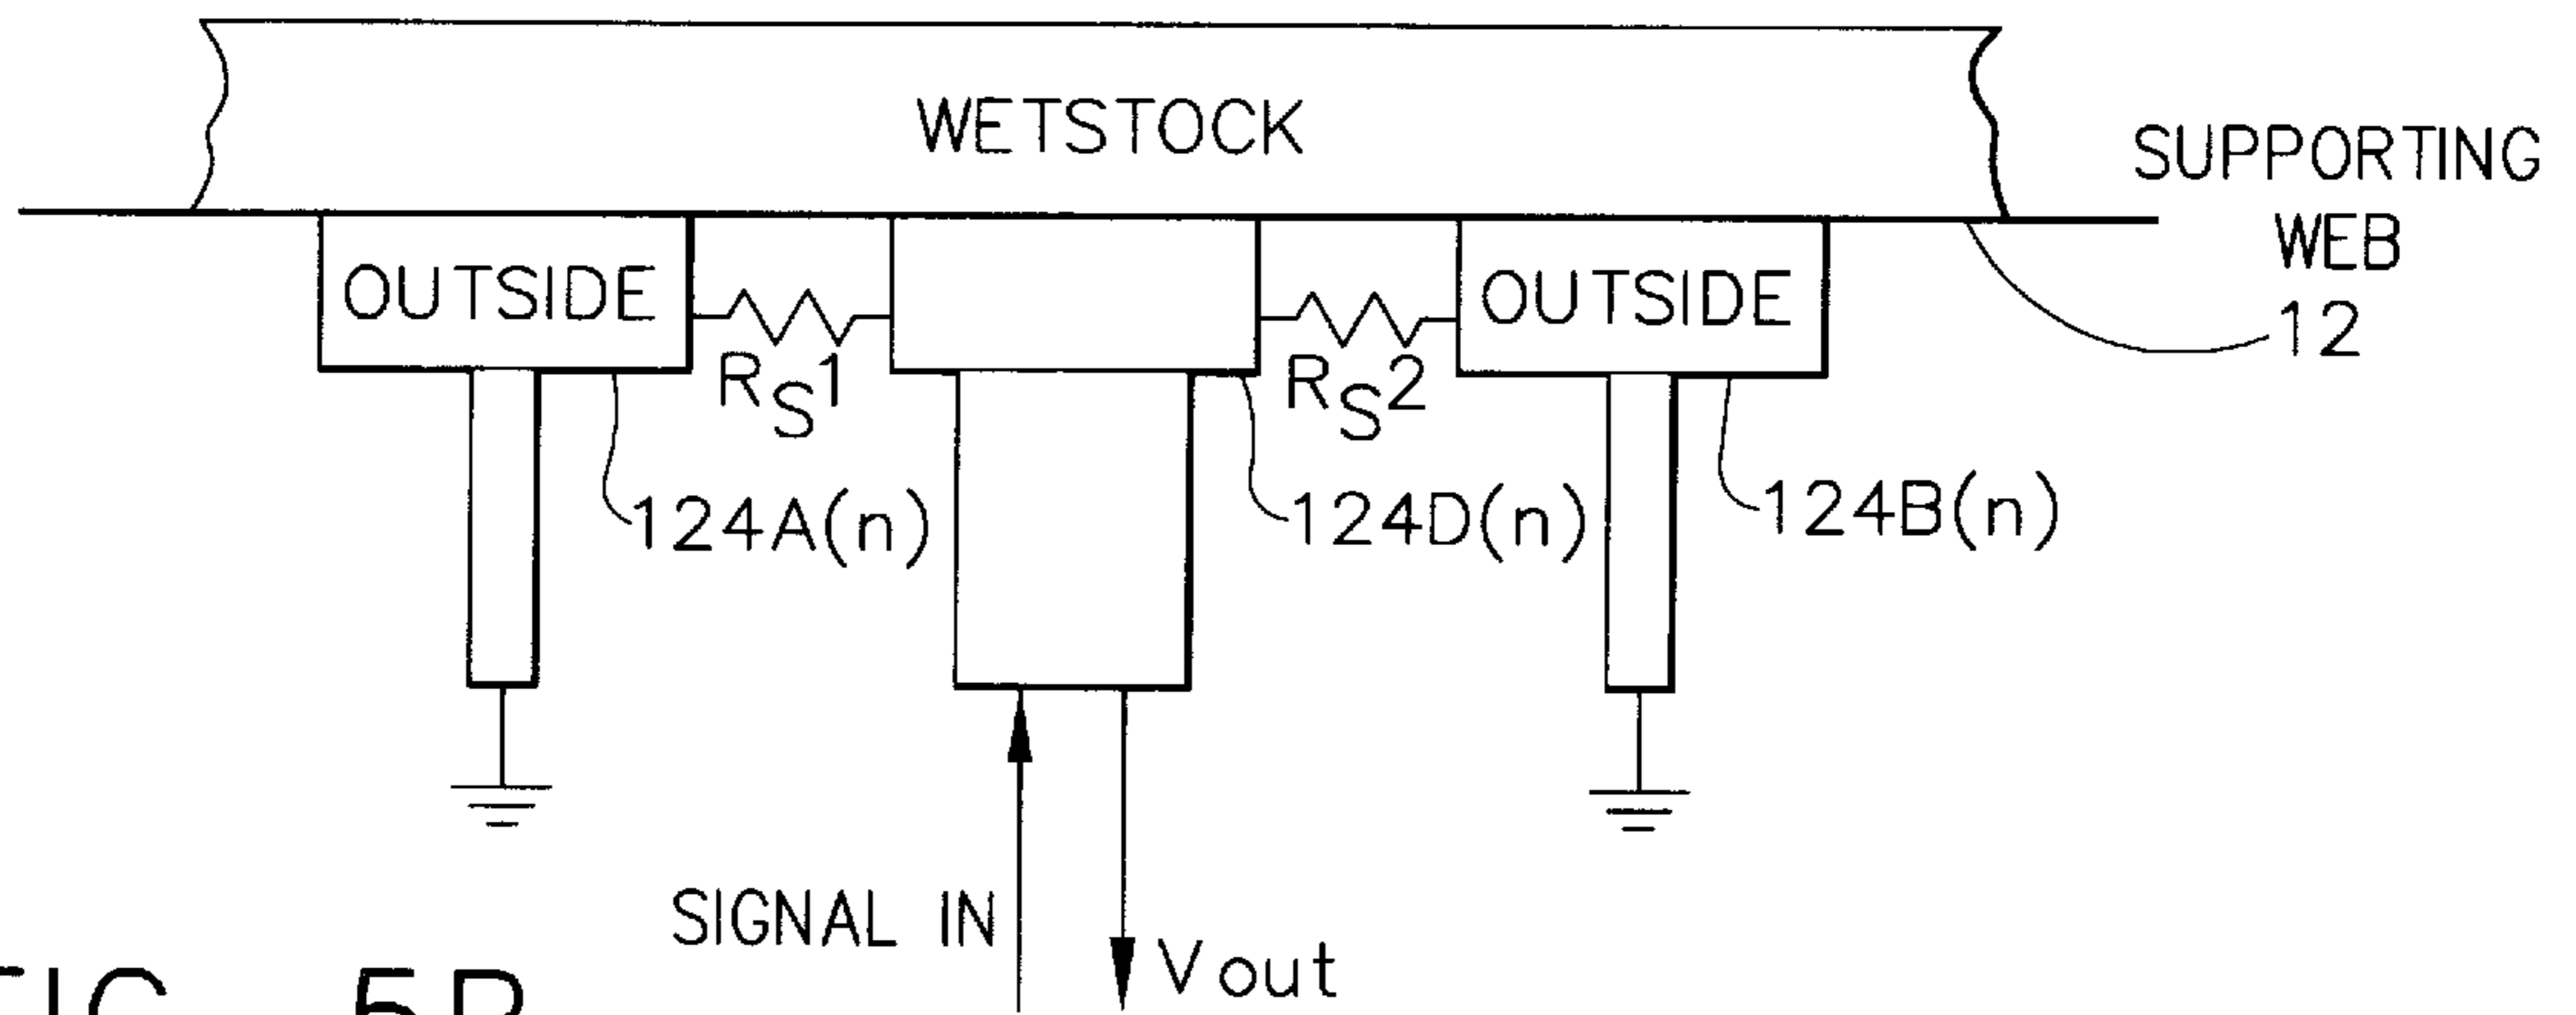 WETSTOCK
SUPPORTING
WEB
12
OUTSIDE
OUTSIDE
RS1
RS2
124A(n)
124D(n)
124B(n)
SIGNAL IN
Vout